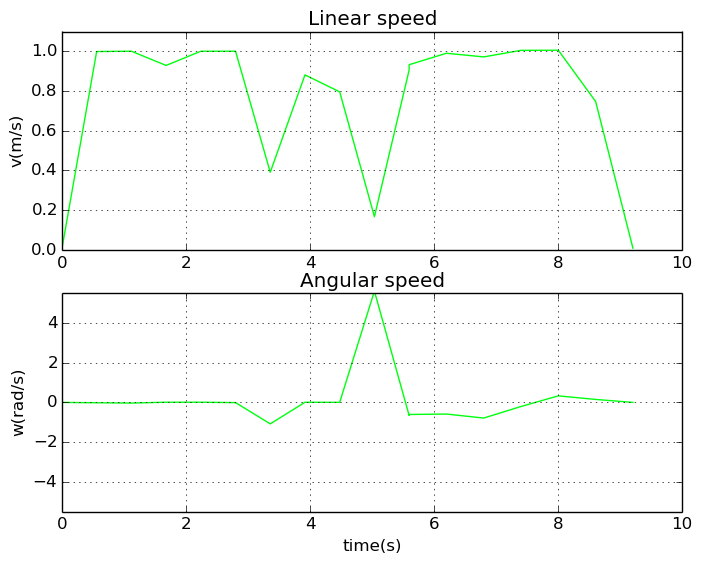 Linear speed
v(m/s)
1.0
0.8
0.6
0.4
0.2
0.0
0 2 4 6 8 10
Angular speed
w(rad/s)
4
2
0
−2
−4
0 2 4 6 8 10
time(s)